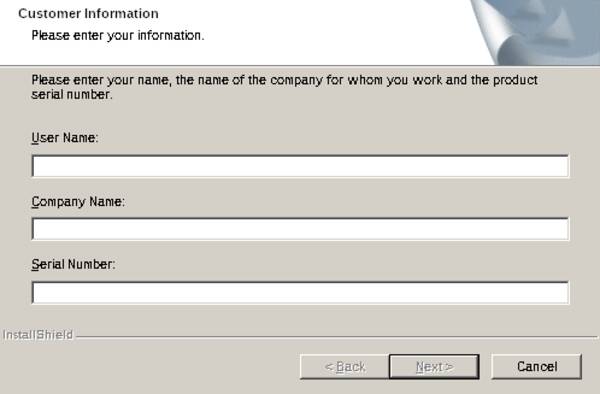 Customer Information
Please enter your information.
Please enter your name, the name of the company for whom you work and the product
serial number.
User Name:
Company Name:
Serial Number:
InstallShield
< Back Next > Cancel